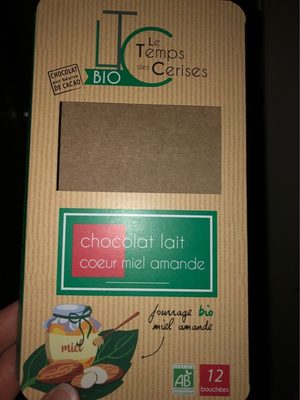 LTC
BIO
Le
Temps
des Cerises
CHOCOLAT
pur beurre
DE CACAO
chocolat lait
coeur miel amande
miel
fourrage bio
miel amande
AB
12
bouchées